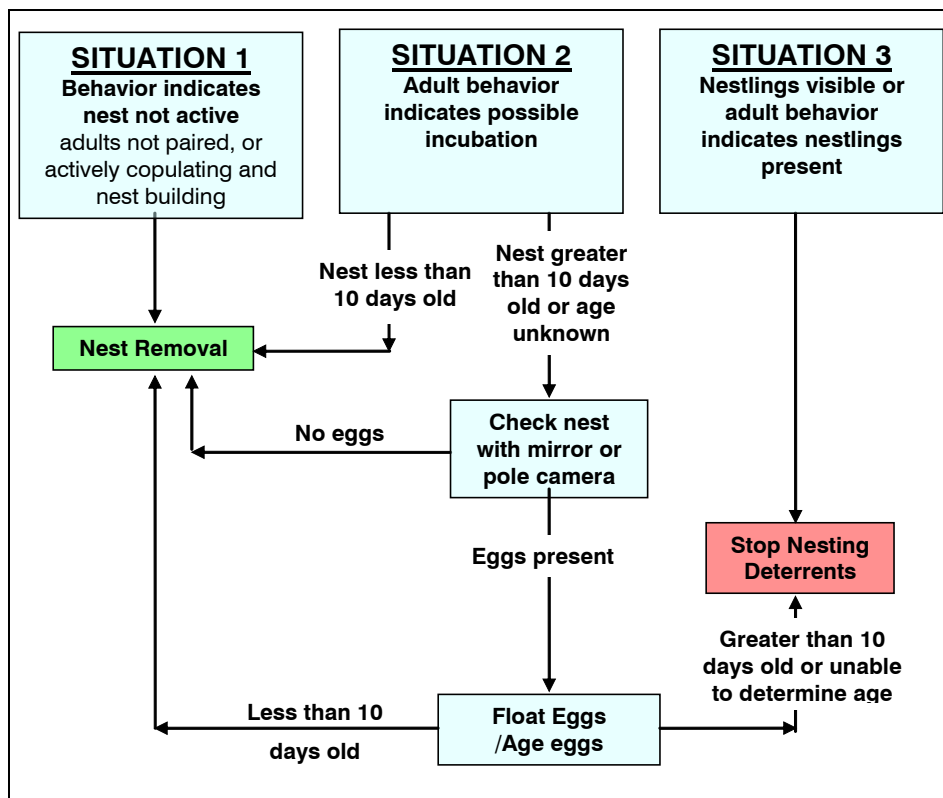 SITUATION 1
Behavior indicates
nest not active
adults not paired, or
actively copulating and
nest building
SITUATION 2
Adult behavior
indicates possible
incubation
SITUATION 3
Nestlings visible or
adult behavior
indicates nestlings
present
Nest less than
10 days old
Nest greater
than 10 days
old or age
unknown
Nest Removal
No eggs
Check nest
with mirror or
pole camera
Eggs present
Stop Nesting
Deterrents
Greater than 10
days old or unable
to determine age
Less than 10
days old
Float Eggs
/Age eggs